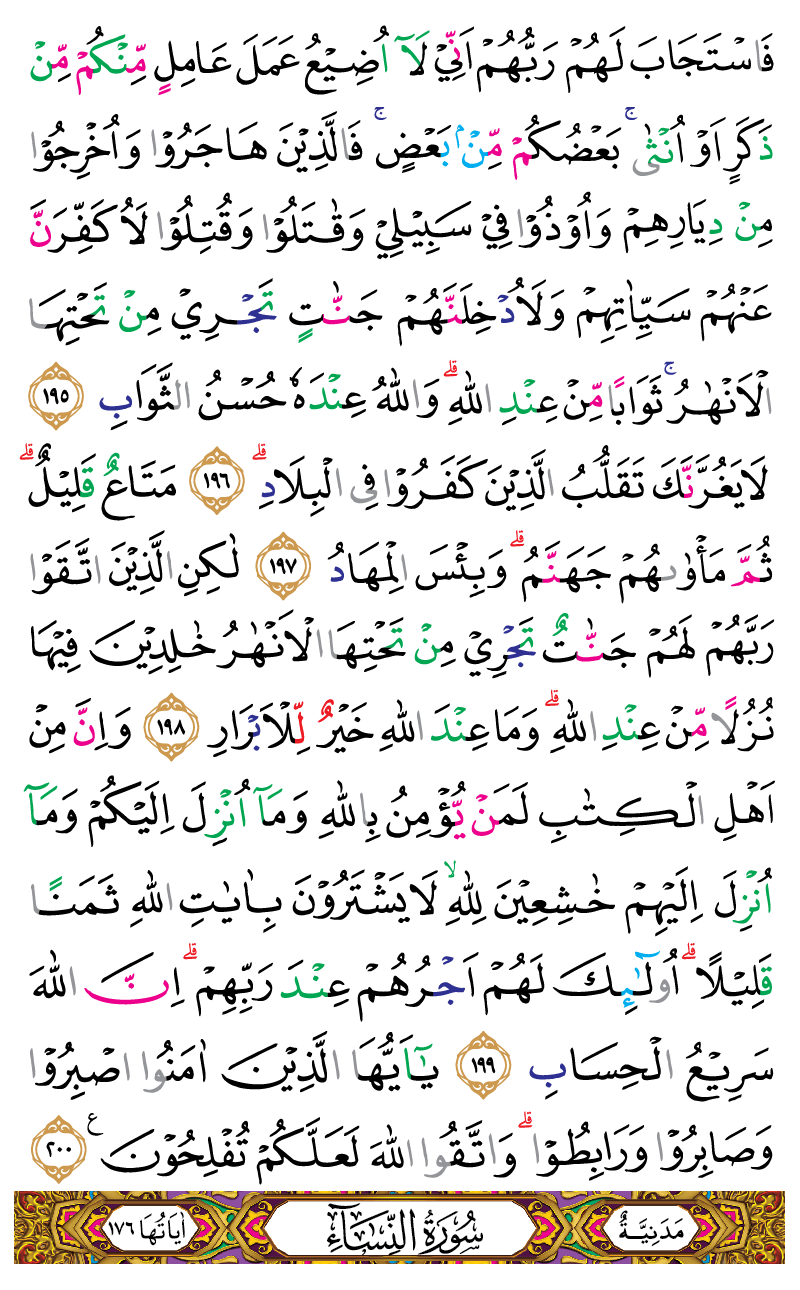 فَاسْتَجَابَ لَهُمْ رَبُّهُمْ اَنِّيْ لَآ اُضِيْعُ عَمَلَ عَامِلٍ مِّنْكُمْ مِّنْ
ذَكَرٍ اَوْ اُنْثٰىۚ بَعْضُكُمْ مِّنْۢ بَعْضٍۚ فَالَّذِيْنَ هَاجَرُوْا وَاُخْرِجُوْا
مِنْ دِيَارِهِمْ وَاُوْذُوْا فِيْ سَبِيْلِيْ وَقٰتَلُوْا وَقُتِلُوْا لَاُكَفِّرَنَّ
عَنْهُمْ سَيِّاٰتِهِمْ وَلَاُدْخِلَنَّهُمْ جَنّٰتٍ تَجْرِيْ مِنْ تَحْتِهَا
الْاَنْهٰرُۚ ثَوَابًا مِّنْ عِنْدِ اللّٰهِۗ وَاللّٰهُ عِنْدَهٗ حُسْنُ الثَّوَابِ ١٩٥
لَا يَغُرَّنَّكَ تَقَلُّبُ الَّذِيْنَ كَفَرُوْا فِى الْبِلَادِۗ ١٩٦ مَتَاعٌ قَلِيْلٌۗ
ثُمَّ مَأْوٰىهُمْ جَهَنَّمُۗ وَبِئْسَ الْمِهَادُ ١٩٧ لٰكِنِ الَّذِيْنَ اتَّقَوْا
رَبَّهُمْ لَهُمْ جَنّٰتٌ تَجْرِيْ مِنْ تَحْتِهَا الْاَنْهٰرُ خٰلِدِيْنَ فِيْهَا
نُزُلًا مِّنْ عِنْدِ اللّٰهِۗ وَمَا عِنْدَ اللّٰهِ خَيْرٌ لِّلْاَبْرَارِ ١٩٨ وَاِنَّ مِنْ
اَهْلِ الْكِتٰبِ لَمَنْ يُّؤْمِنُ بِاللّٰهِ وَمَآ اُنْزِلَ اِلَيْكُمْ وَمَآ
اُنْزِلَ اِلَيْهِمْ خٰشِعِيْنَ لِلّٰهِۙ لَا يَشْتَرُوْنَ بِاٰيٰتِ اللّٰهِ ثَمَنًا
قَلِيْلًاۗ اُولٰۤىِٕكَ لَهُمْ اَجْرُهُمْ عِنْدَ رَبِّهِمْۗ اِنَّ اللّٰهَ
سَرِيْعُ الْحِسَابِ ١٩٩ يٰٓاَيُّهَا الَّذِيْنَ اٰمَنُوا اصْبِرُوْا
وَصَابِرُوْا وَرَابِطُوْاۗ وَاتَّقُوا اللّٰهَ لَعَلَّكُمْ تُفْلِحُوْنَ ࣖ ٢٠٠
مَدَنِيَّةٌ سُوْرَةُ النِّسَآءِ اٰيَاتُهَا ١٧٦